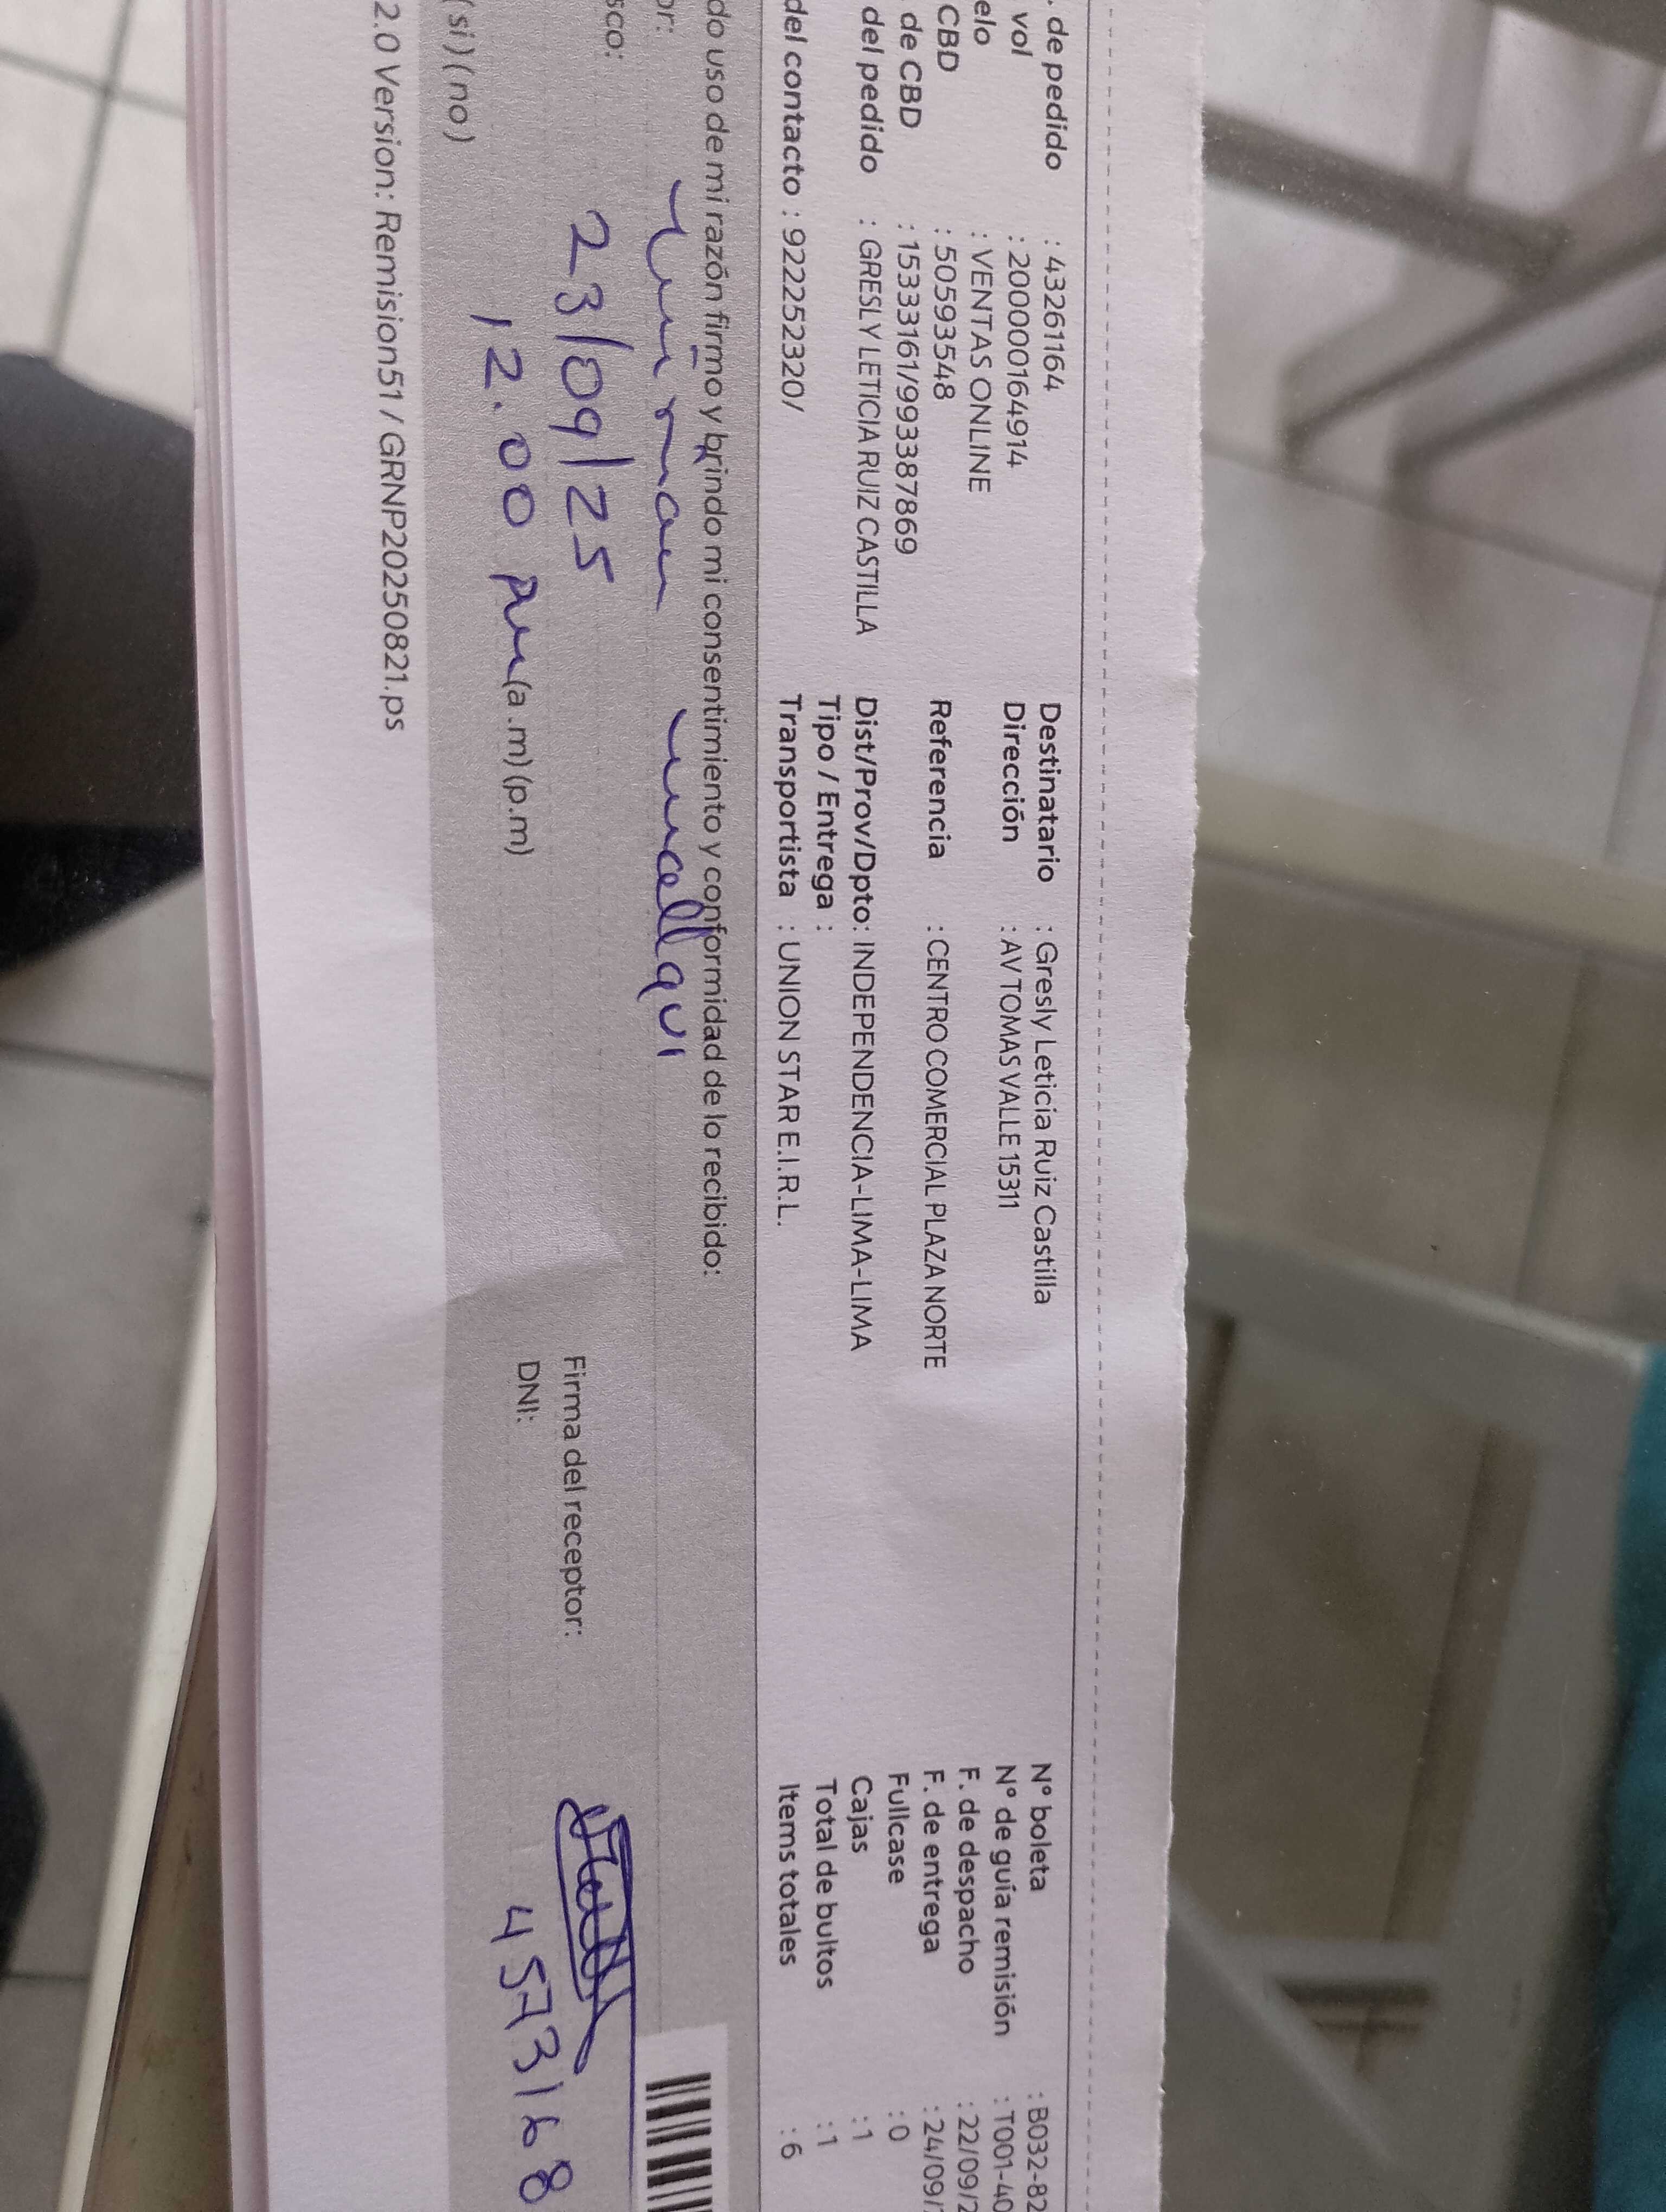 . de pedido : 43261164
vol : 200000164914
elo : VENTAS ONLINE
CBD : 50593548
de CBD : 15333161/993387869
del pedido : GRESLY LETICIA RUIZ CASTILLA
del contacto : 922252320/
Destinatario : Gresly Leticia Ruiz Castilla
Dirección : AV TOMAS VALLE 15311
Referencia : CENTRO COMERCIAL PLAZA NORTE
Dist/Prov/Dpto: INDEPENDENCIA-LIMA-LIMA
Tipo / Entrega :
Transportista : UNION STAR E.I.R.L.
N° boleta : B032-82
N° de guía remisión : T001-40
F. de despacho : 22/09/2
F. de entrega : 24/09/
Fullcase : 0
Cajas : 1
Total de bultos : 1
Items totales : 6
do uso de mi razón firmo y brindo mi consentimiento y conformidad de lo recibido:
or:
sco: 23/09/25
12.00 pm (a .m) (p.m)
(si) (no)
Firma del receptor:
DNI: 4573168
2.0 Version: Remision51 / GRNP20250821.ps